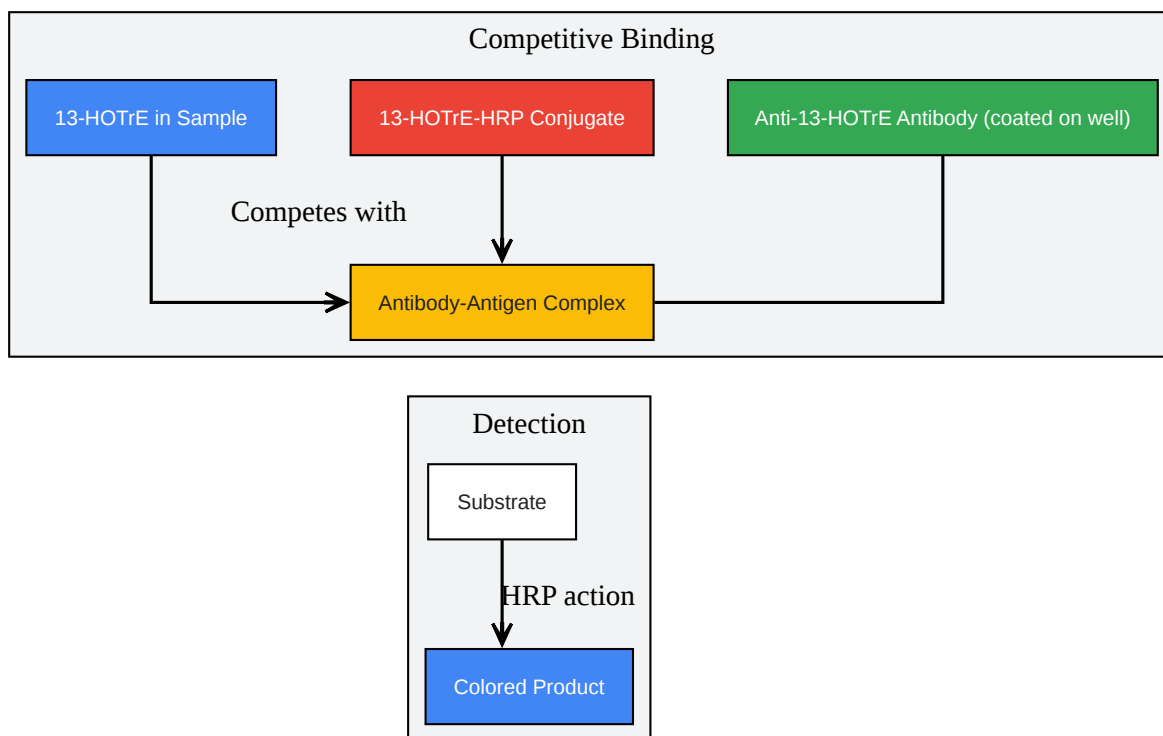 Competitive Binding
13-HOTrE in Sample
13-HOTrE-HRP Conjugate
Anti-13-HOTrE Antibody (coated on well)
Competes with
Antibody-Antigen Complex
Detection
Substrate
HRP action
Colored Product